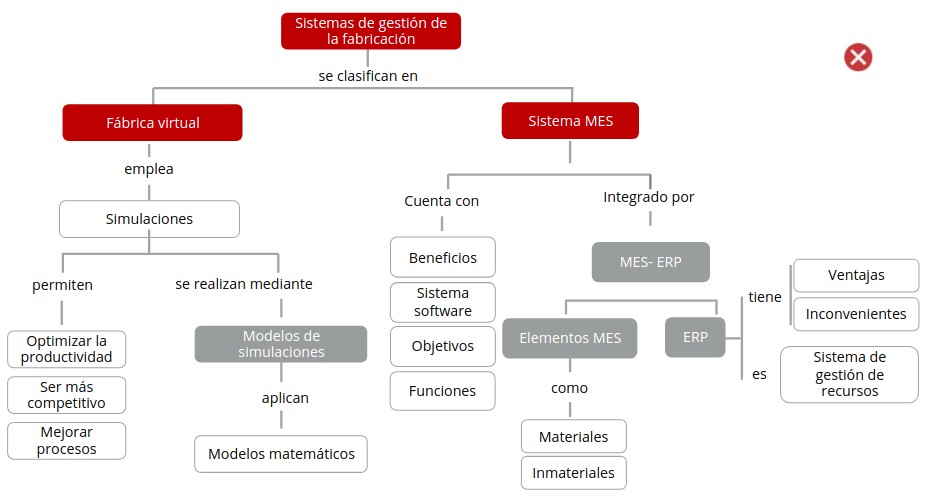 Sistemas de gestión de
la fabricación
se clasifican en
Fábrica virtual
emplea
Simulaciones
permiten
Optimizar la
productividad
Ser más
competitivo
Mejorar
procesos
se realizan mediante
Modelos de
simulaciones
aplican
Modelos matemáticos
Sistema MES
Cuenta con
Beneficios
Sistema
software
Objetivos
Funciones
Integrado por
MES- ERP
Elementos MES
como
Materiales
Inmateriales
ERP
tiene
Ventajas
Inconvenientes
es
Sistema de
gestión de
recursos